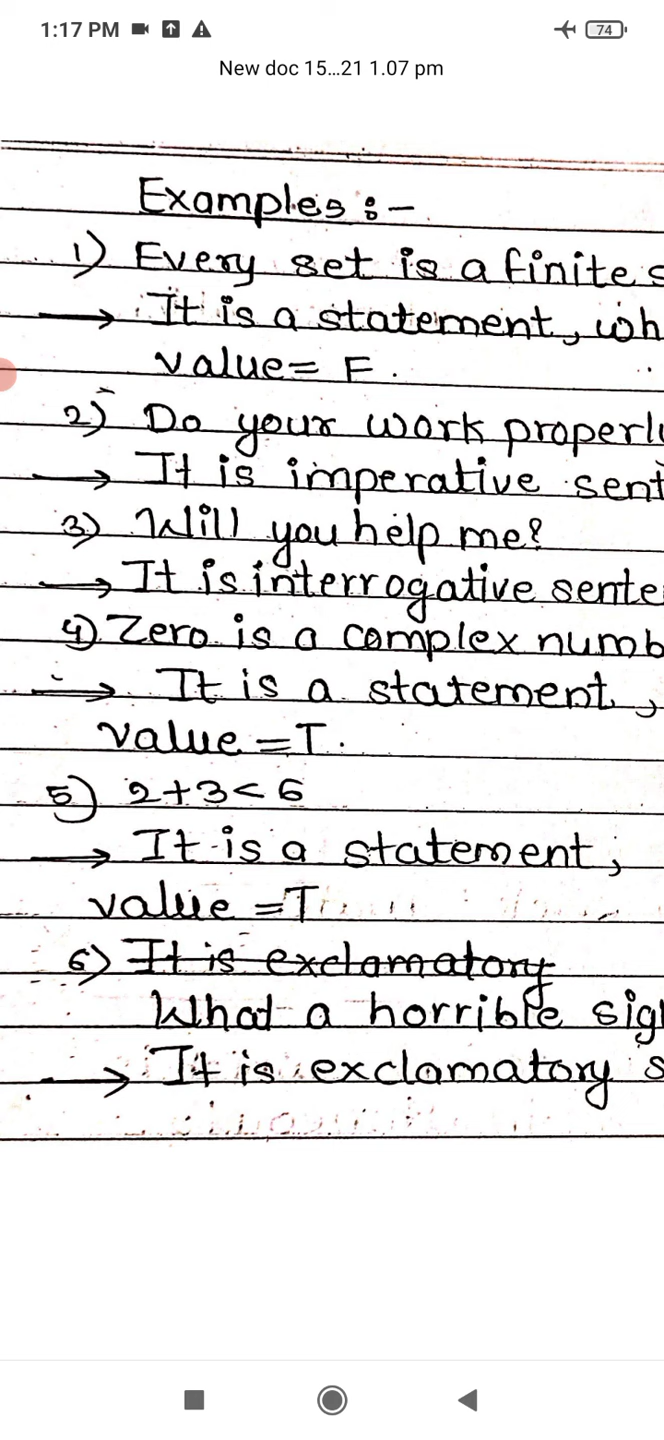 1:17 PM
74
New doc 15...21 1.07 pm
Examples :-
1) Every set is a finite s
→ It is a statement, wh
value = F.
2) Do your work properl
→ It is imperative sent
3) Will you help me?
→ It is interrogative sente
4) Zero is a complex numb
→ It is a statement,
value = T.
5) 2+3<6
→ It is a statement,
value = T
6) It is exclamatory
What a horrible sig
→ It is exclamatory s